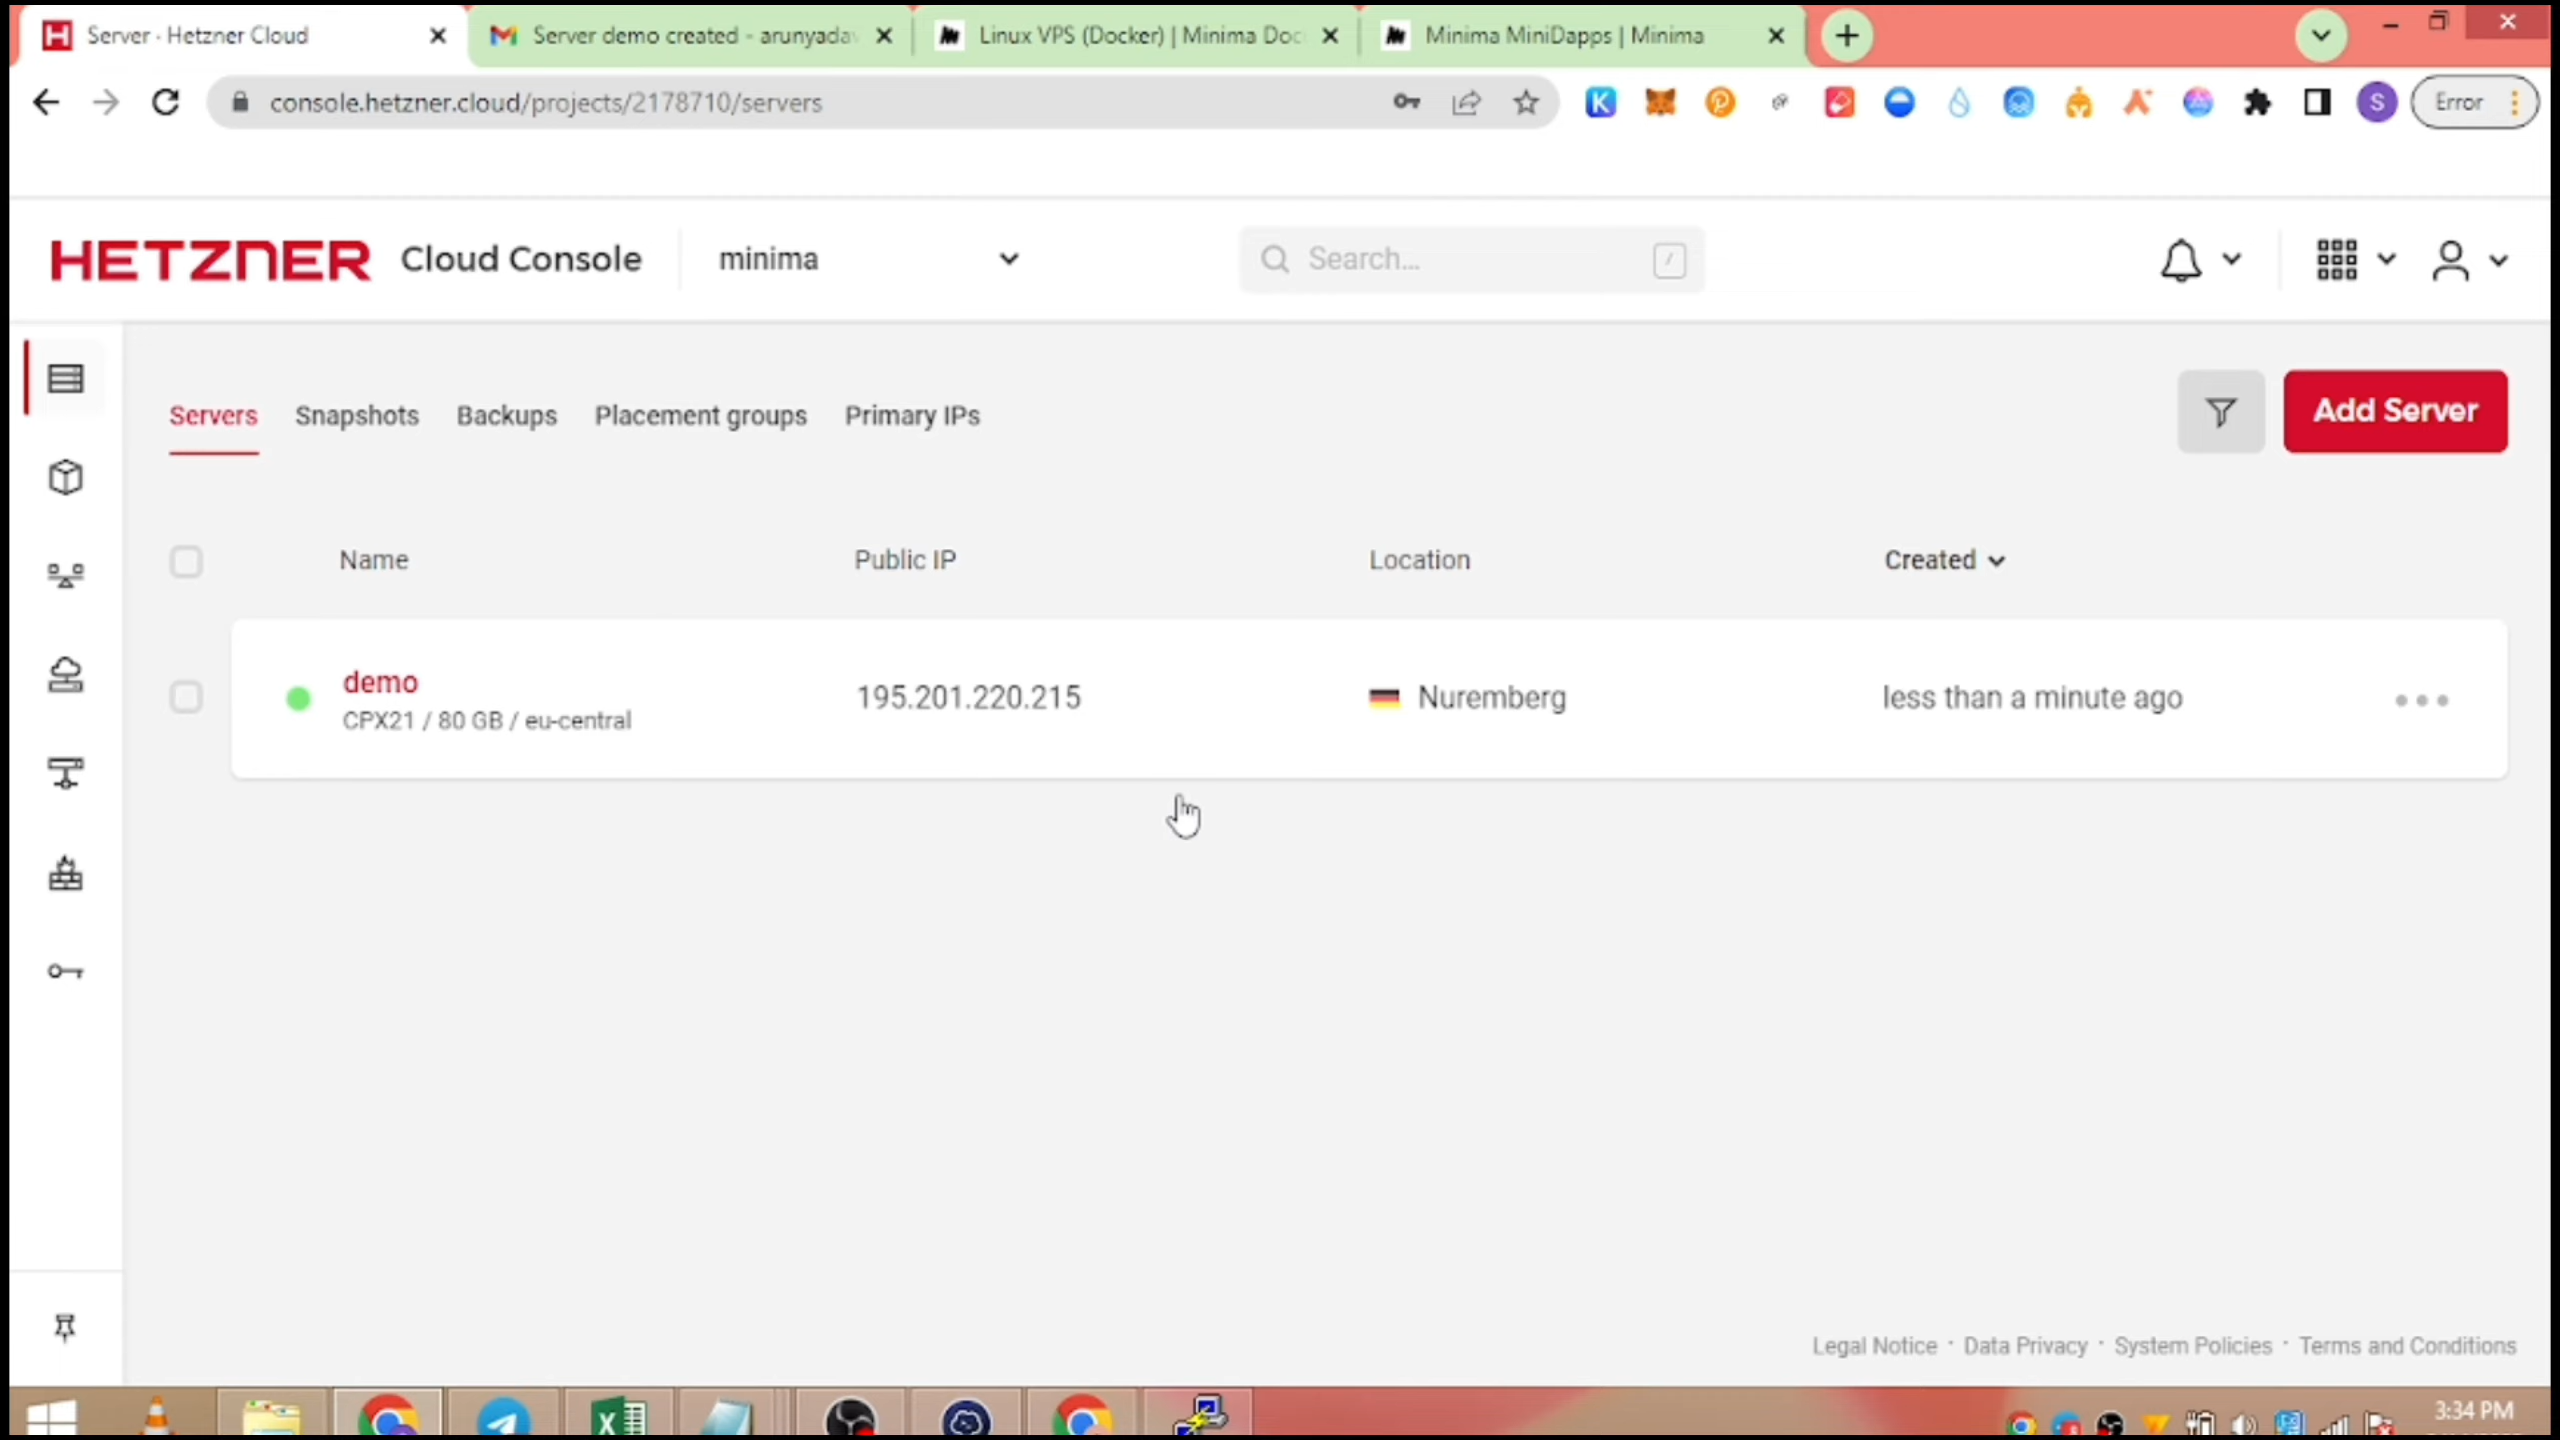 Server - Hetzner Cloud
Server demo created - arunyadav
Linux VPS (Docker) | Minima Doc
Minima MiniDapps | Minima
console.hetzner.cloud/projects/2178710/servers
S
Error
HETZNER Cloud Console
minima
Search...
/
Servers
Snapshots
Backups
Placement groups
Primary IPs
Add Server
Name
Public IP
Location
Created
demo
CPX21 / 80 GB / eu-central
195.201.220.215
Nuremberg
less than a minute ago
Legal Notice · Data Privacy · System Policies · Terms and Conditions
3:34 PM